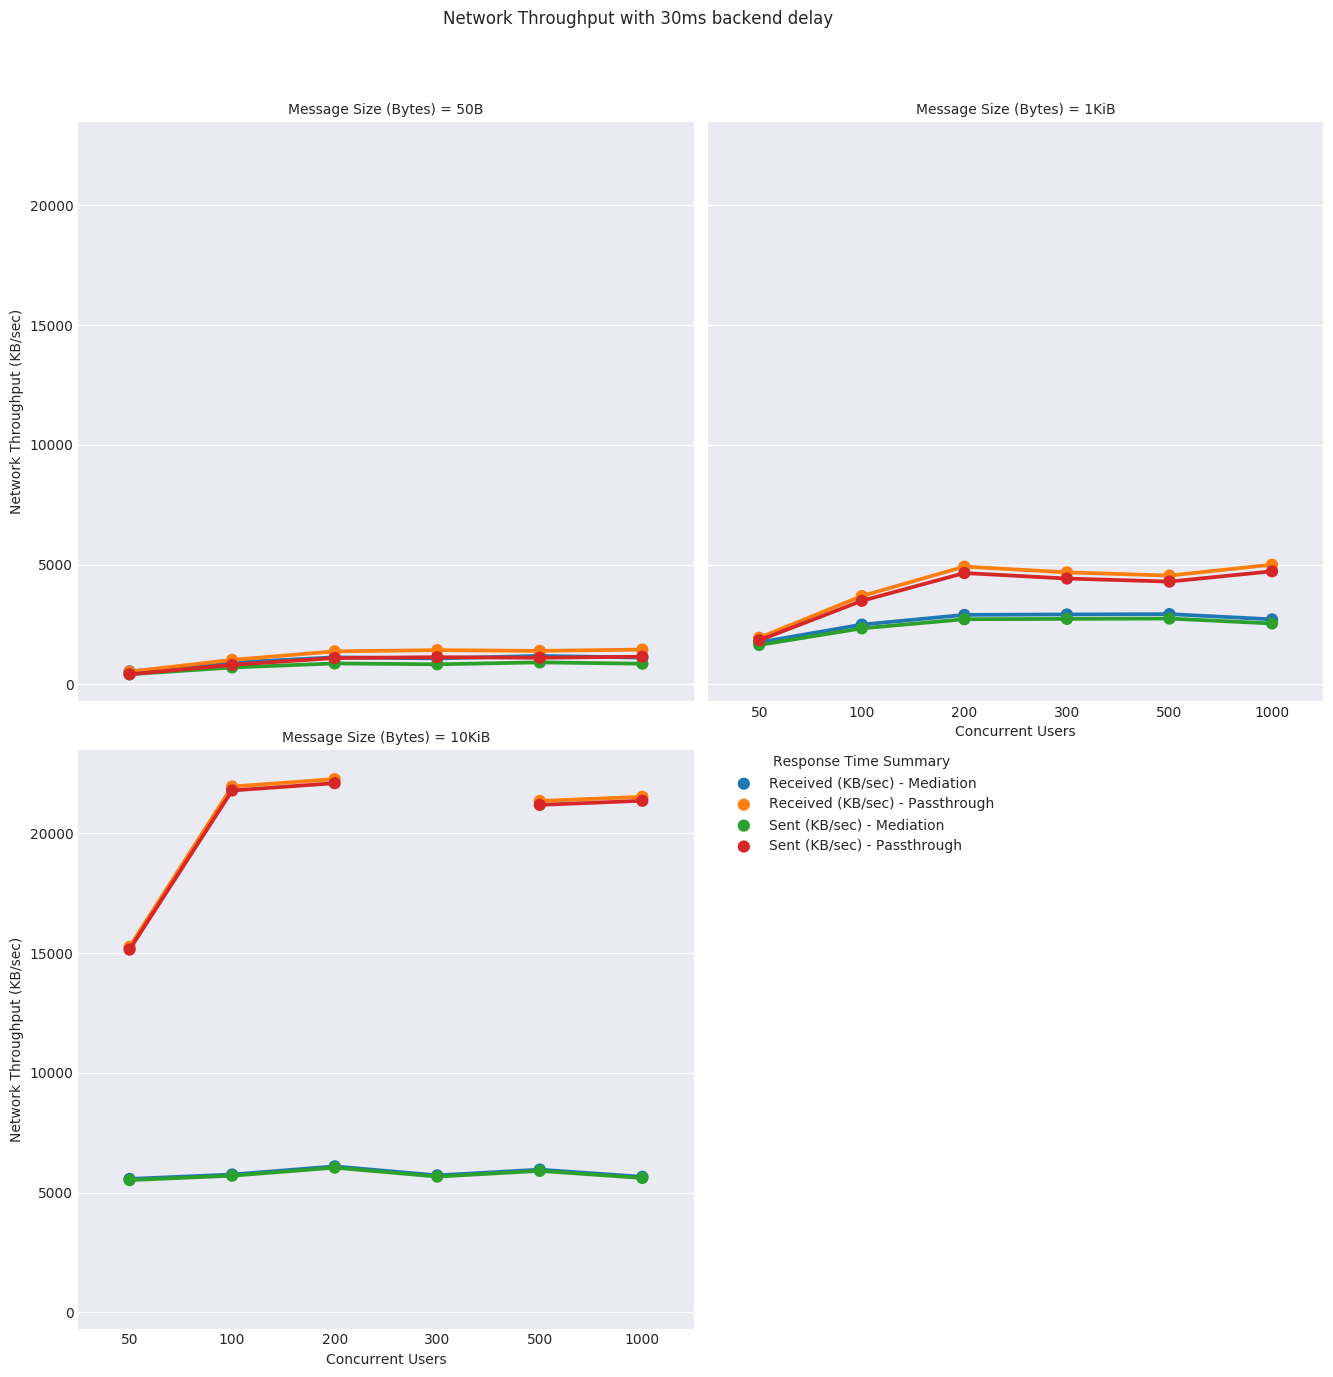 Network Throughput with 30ms backend delay
Message Size (Bytes) = 50B
Network Throughput (KB/sec)
20000
15000
10000
5000
0
Message Size (Bytes) = 1KiB
50 100 200 300 500 1000
Concurrent Users
Message Size (Bytes) = 10KiB
Network Throughput (KB/sec)
20000
15000
10000
5000
0
50 100 200 300 500 1000
Concurrent Users
Response Time Summary
Received (KB/sec) - Mediation
Received (KB/sec) - Passthrough
Sent (KB/sec) - Mediation
Sent (KB/sec) - Passthrough